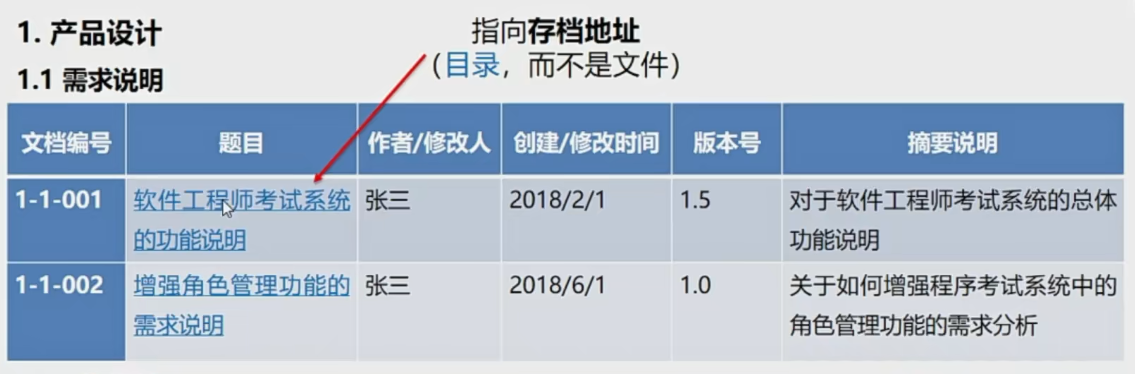 1. 产品设计
指向存档地址
（目录，而不是文件）
1.1 需求说明
文档编号 题目 作者/修改人 创建/修改时间 版本号 摘要说明
1-1-001 软件工程师考试系统 张三 2018/2/1 1.5 对于软件工程师考试系统的总体
的功能说明 功能说明
1-1-002 增强角色管理功能的 张三 2018/6/1 1.0 关于如何增强程序考试系统中的
需求说明 角色管理功能的需求分析